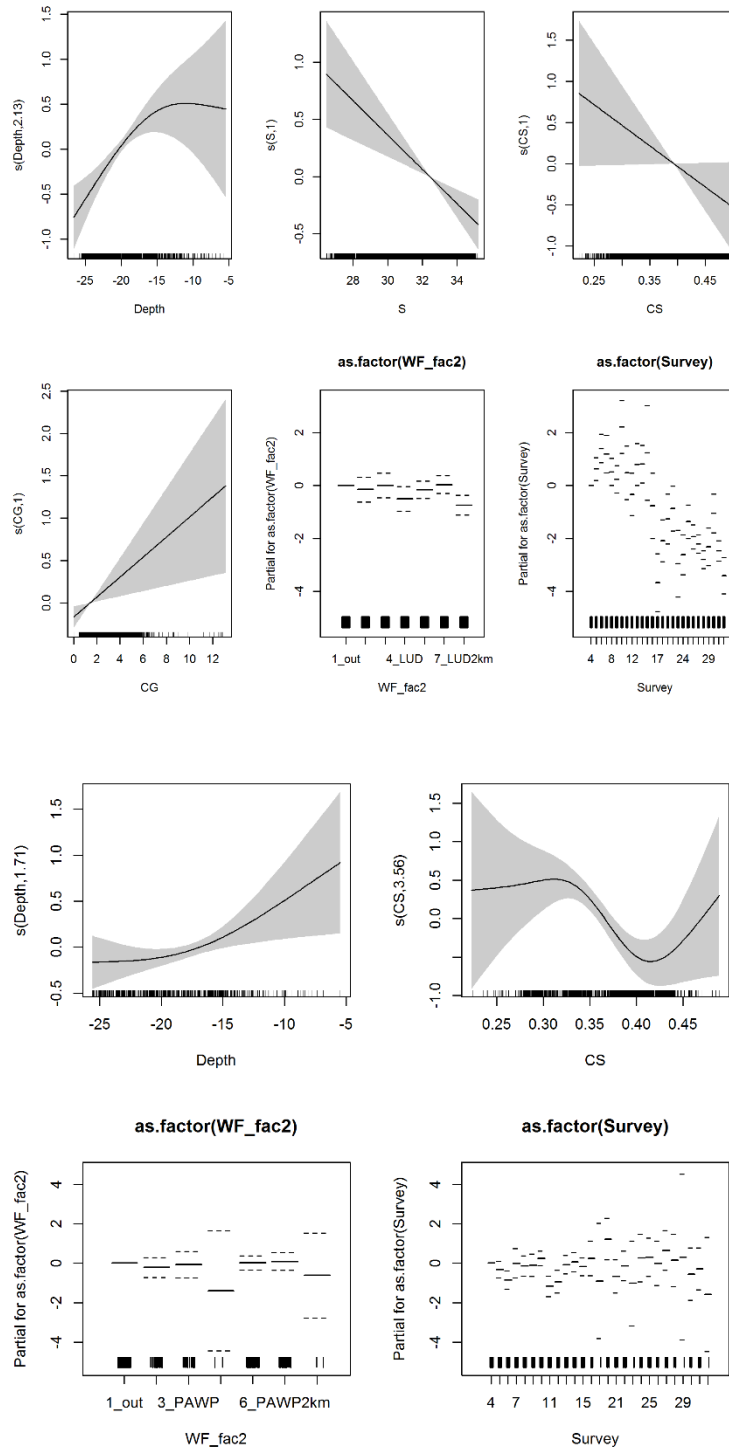 s(Depth,2.13)
-1.0 -0.5 0.0 0.5 1.0 1.5
-25 -20 -15 -10 -5
Depth
s(S,1)
-0.5 0.0 0.5 1.0
28 30 32 34
S
s(CS,1)
-1.0 -0.5 0.0 0.5 1.0 1.5
0.25 0.35 0.45
CS
s(CG,1)
0.0 0.5 1.0 1.5 2.0 2.5
0 2 4 6 8 10 12
CG
as.factor(WF_fac2)
Partial for as.factor(WF_fac2)
-4 -2 0 2
1_out 4_LUD 7_LUD2km
WF_fac2
as.factor(Survey)
Partial for as.factor(Survey)
-4 -2 0 2
4 8 12 17 24 29
Survey
s(Depth,1.71)
-0.5 0.0 0.5 1.0 1.5
-25 -20 -15 -10 -5
Depth
s(CS,3.56)
-1.0 0.0 0.5 1.0 1.5
0.25 0.30 0.35 0.40 0.45
CS
as.factor(WF_fac2)
Partial for as.factor(WF_fac2)
-4 -2 0 2 4
1_out 3_PAWP 6_PAWP2km
WF_fac2
as.factor(Survey)
Partial for as.factor(Survey)
-4 -2 0 2 4
4 7 11 15 21 25 29
Survey